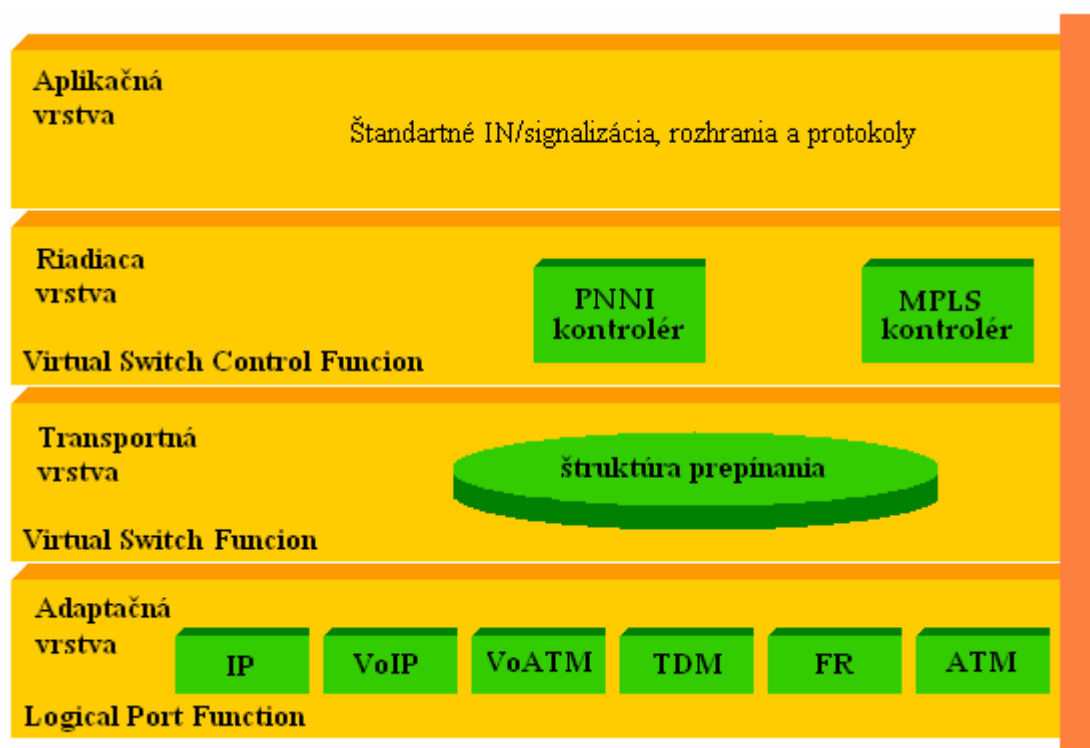 Aplikačná
vrstva
Štandartné IN/signalizácia, rozhrania a protokoly
Riadiaca
vrstva
PNNI
kontrolér
MPLS
kontrolér
Virtual Switch Control Funcion
Transportná
vrstva
štruktúra prepínania
Virtual Switch Funcion
Adaptačná
vrstva
IP
VoIP
VoATM
TDM
FR
ATM
Logical Port Function